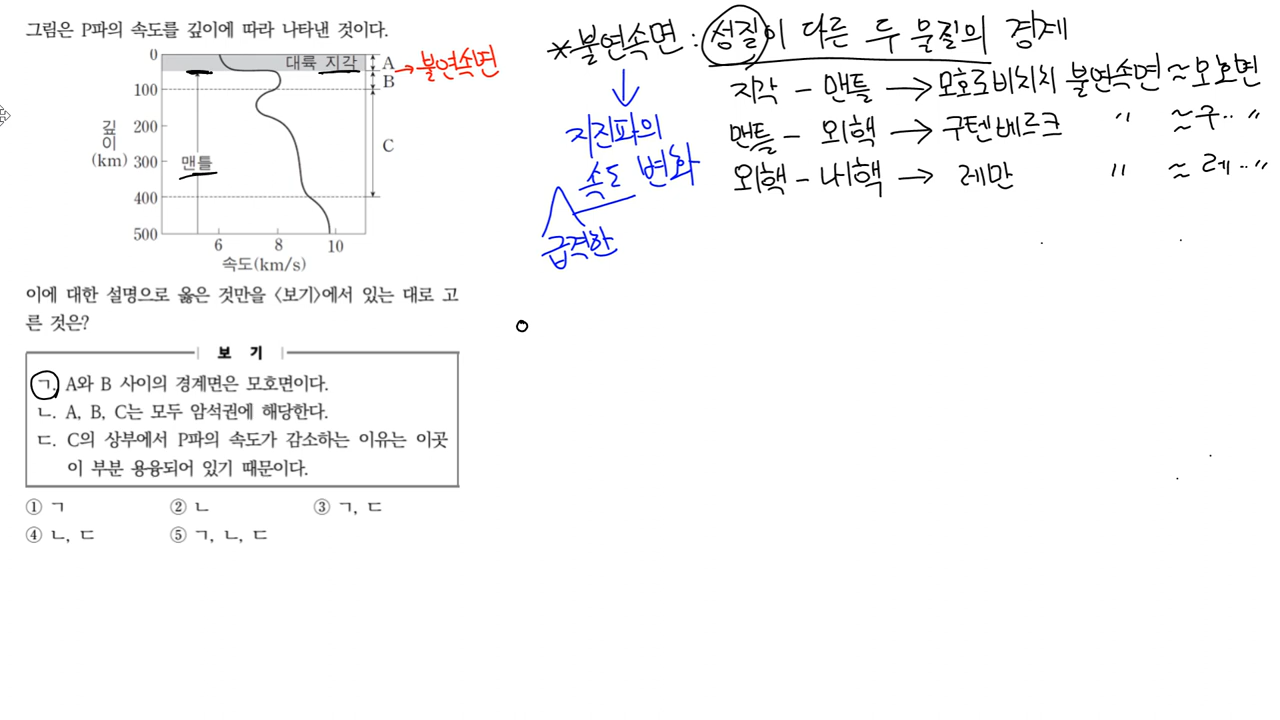 그림은 P파의 속도를 깊이에 따라 나타낸 것이다.
0
100
200
300
400
500
깊이
(km)
대륙 지각
맨틀
A
B
C
→ 불연속면
6 8 10
속도(km/s)
이에 대한 설명으로 옳은 것만을 <보기>에서 있는 대로 고
른 것은?
보 기
ㄱ. A와 B 사이의 경계면은 모호면이다.
ㄴ. A, B, C는 모두 암석권에 해당한다.
ㄷ. C의 상부에서 P파의 속도가 감소하는 이유는 이곳
이 부분 용융되어 있기 때문이다.
① ㄱ ② ㄴ ③ ㄱ, ㄷ
④ ㄴ, ㄷ ⑤ ㄱ, ㄴ, ㄷ
*불연속면 : 성질이 다른 두 물질의 경계
지각 - 맨틀 → 모호로비치치 불연속면 ≈ 모호면
맨틀 - 외핵 → 구텐베르크 〃 ≈ 구‥ 〃
외핵 - 내핵 → 레만 〃 ≈ 레‥ 〃
↓
지진파의
속도 변화
급격한